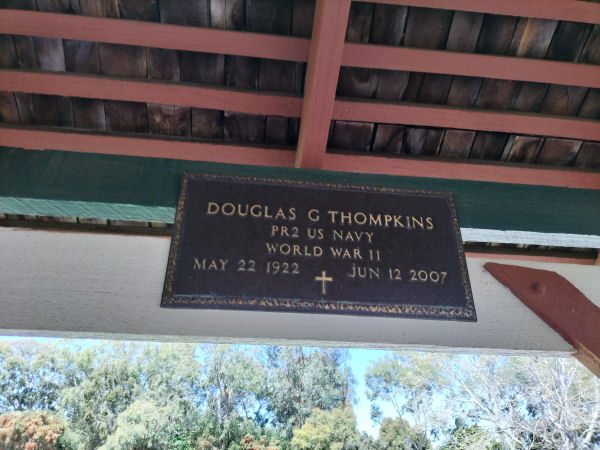 DOUGLAS G THOMPKINS
PR2 US NAVY
WORLD WAR II
MAY 22 1922 JUN 12 2007